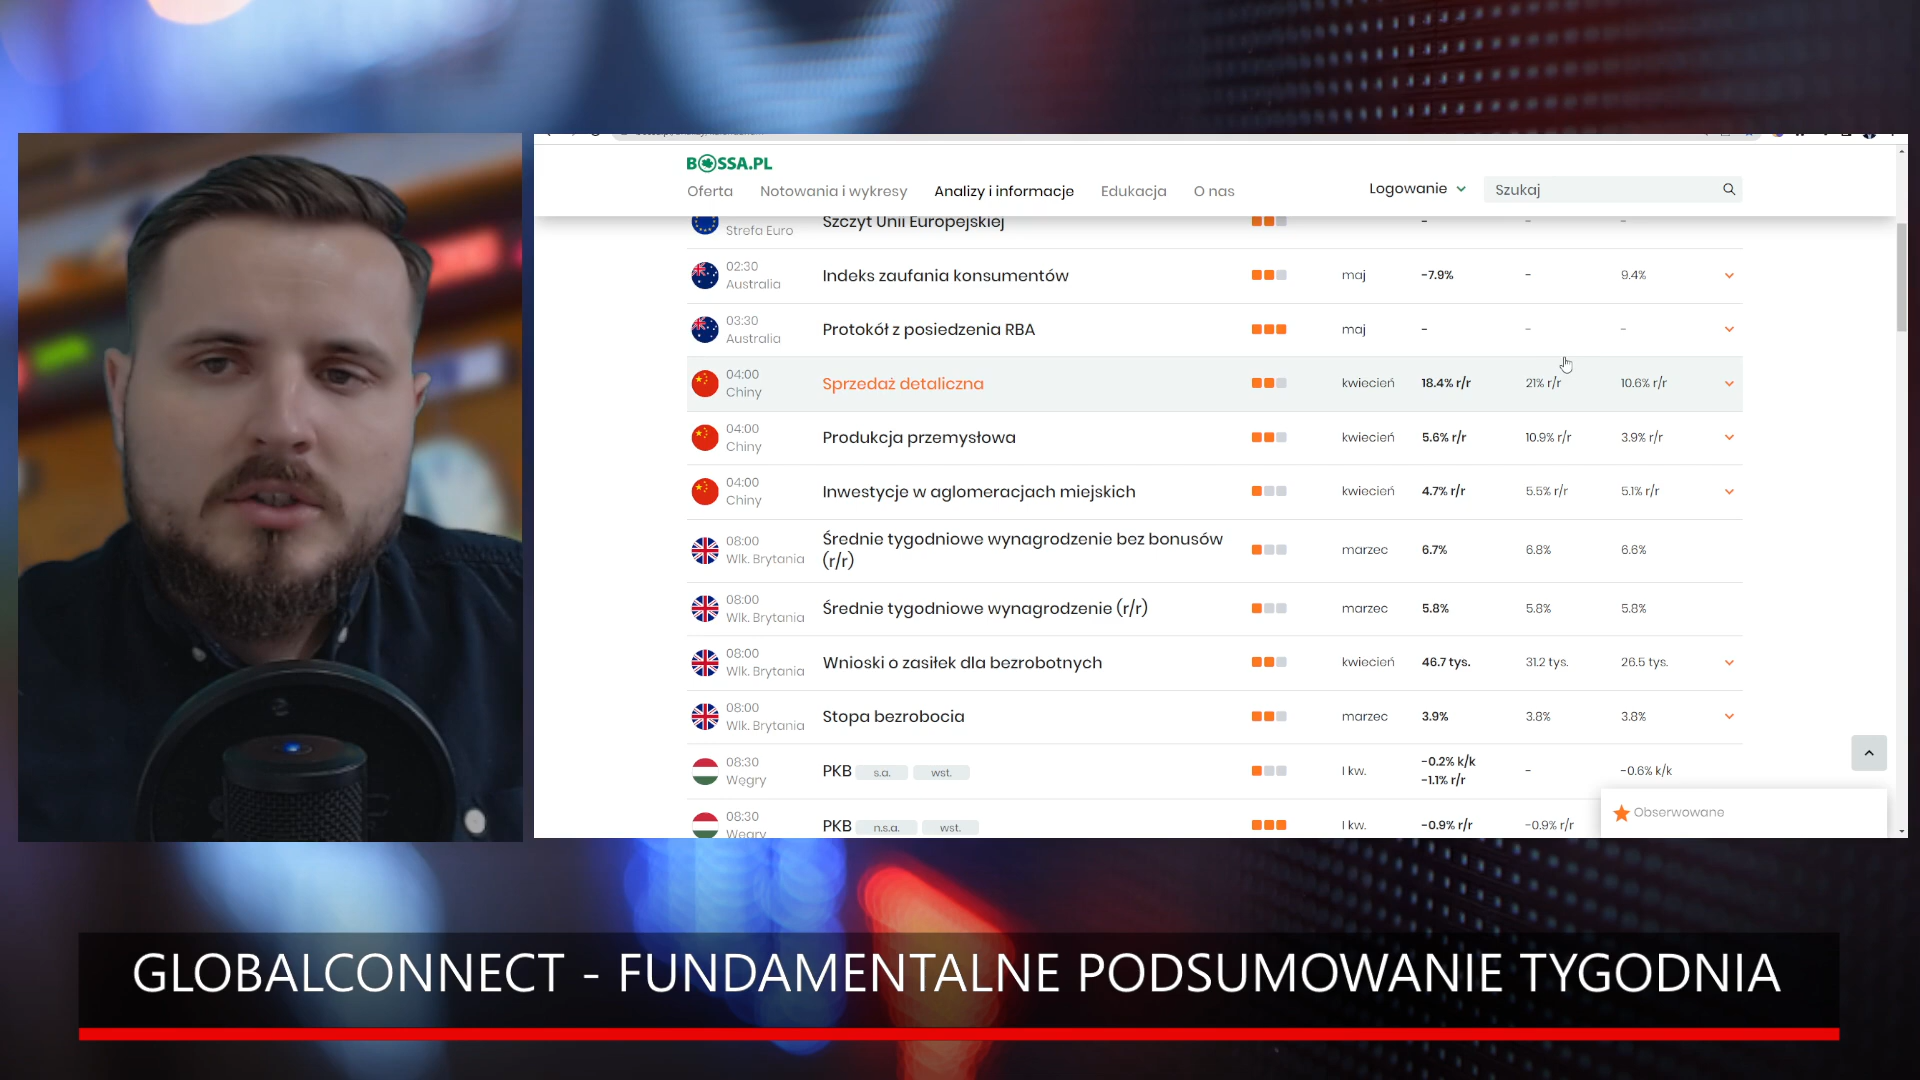 BOSSA.PL
Oferta Notowania i wykresy Analizy i informacje Edukacja O nas Logowanie Szukaj
Strefa Euro Szczyt Unii Europejskiej - - -
02:30 Australia Indeks zaufania konsumentów maj -7.9% - 9.4%
03:30 Australia Protokół z posiedzenia RBA maj - - -
04:00 Chiny Sprzedaż detaliczna kwiecień 18.4% r/r 21% r/r 10.6% r/r
04:00 Chiny Produkcja przemysłowa kwiecień 5.6% r/r 10.9% r/r 3.9% r/r
04:00 Chiny Inwestycje w aglomeracjach miejskich kwiecień 4.7% r/r 5.5% r/r 5.1% r/r
08:00 Wlk. Brytania Średnie tygodniowe wynagrodzenie bez bonusów (r/r) marzec 6.7% 6.8% 6.6%
08:00 Wlk. Brytania Średnie tygodniowe wynagrodzenie (r/r) marzec 5.8% 5.8% 5.8%
08:00 Wlk. Brytania Wnioski o zasiłek dla bezrobotnych kwiecień 46.7 tys. 31.2 tys. 26.5 tys.
08:00 Wlk. Brytania Stopa bezrobocia marzec 3.9% 3.8% 3.8%
08:30 Węgry PKB s.a. wst. I kw. -0.2% k/k -1.1% r/r - -0.6% k/k
08:30 Węgry PKB n.s.a. wst. I kw. -0.9% r/r -0.9% r/r
Obserwowane
GLOBALCONNECT - FUNDAMENTALNE PODSUMOWANIE TYGODNIA